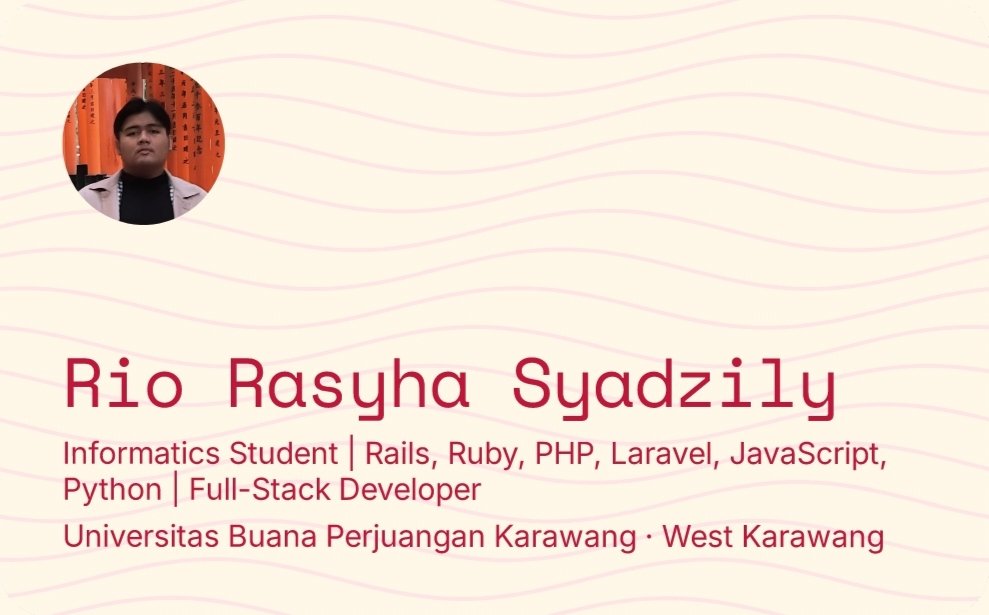 Rio Rasyha Syadzily
Informatics Student | Rails, Ruby, PHP, Laravel, JavaScript,
Python | Full-Stack Developer
Universitas Buana Perjuangan Karawang · West Karawang